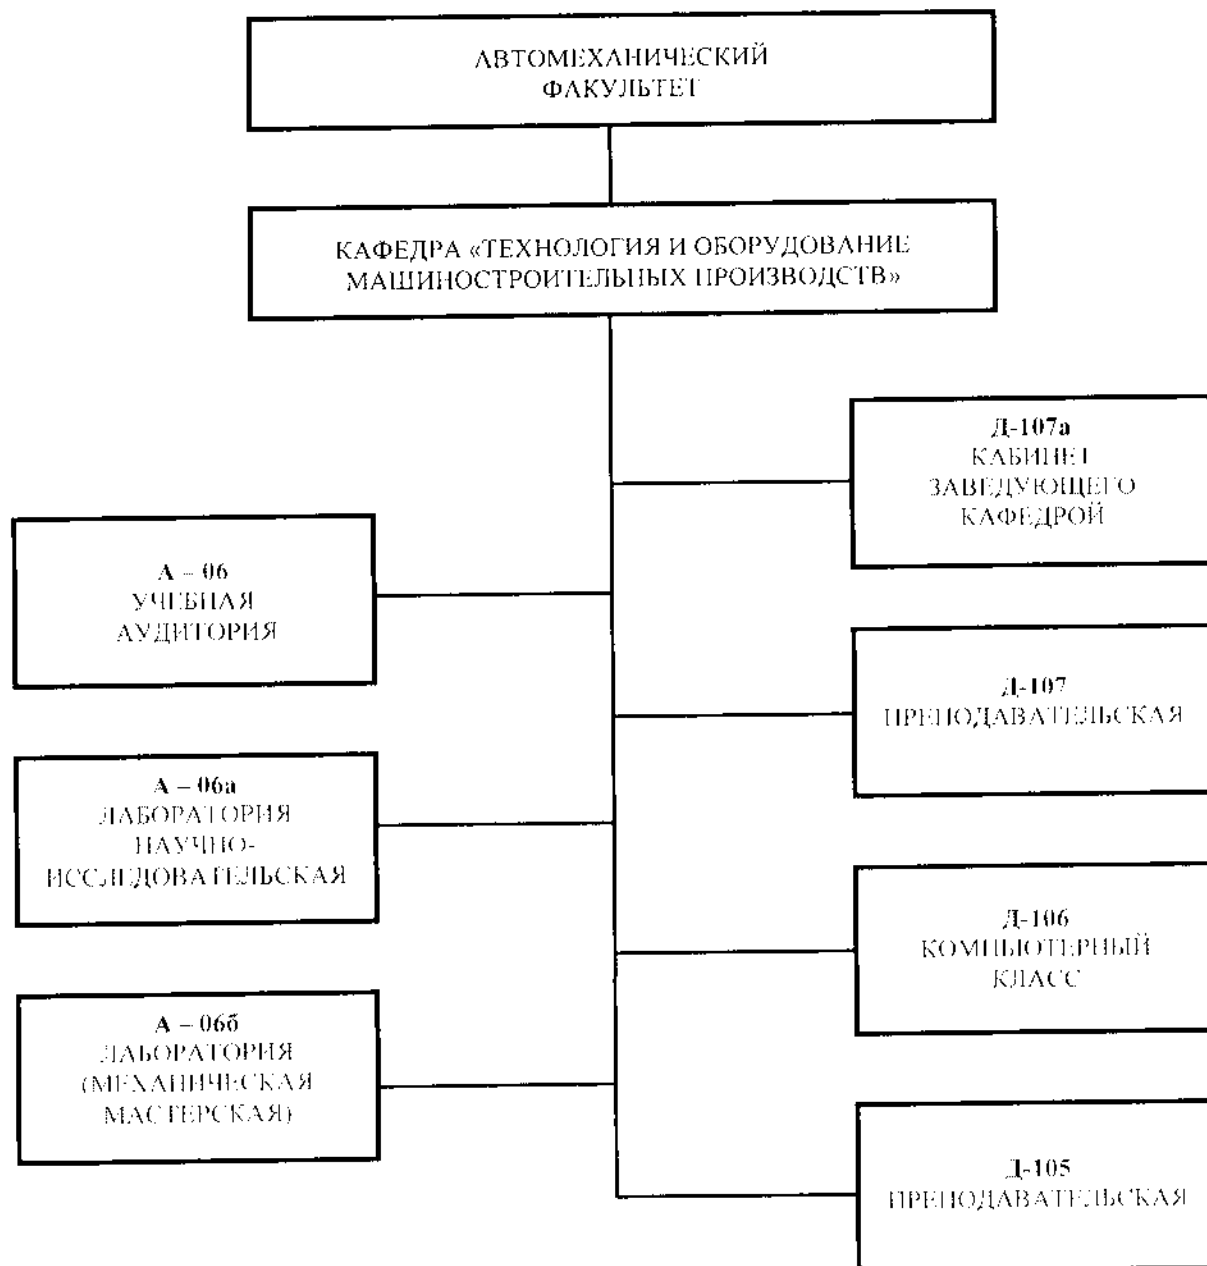 АВТОМЕХАНИЧЕСКИЙ
ФАКУЛЬТЕТ
КАФЕДРА «ТЕХНОЛОГИЯ И ОБОРУДОВАНИЕ
МАШИНОСТРОИТЕЛЬНЫХ ПРОИЗВОДСТВ»
Д-107а
КАБИНЕТ
ЗАВЕДУЮЩЕГО
КАФЕДРОЙ
А – 06
УЧЕБНАЯ
АУДИТОРИЯ
Д-107
ПРЕПОДАВАТЕЛЬСКАЯ
А – 06а
ЛАБОРАТОРИЯ
НАУЧНО-
ИССЛЕДОВАТЕЛЬСКАЯ
Д-106
КОМПЬЮТЕРНЫЙ
КЛАСС
А – 06б
ЛАБОРАТОРИЯ
(МЕХАНИЧЕСКАЯ
МАСТЕРСКАЯ)
Д-105
ПРЕПОДАВАТЕЛЬСКАЯ